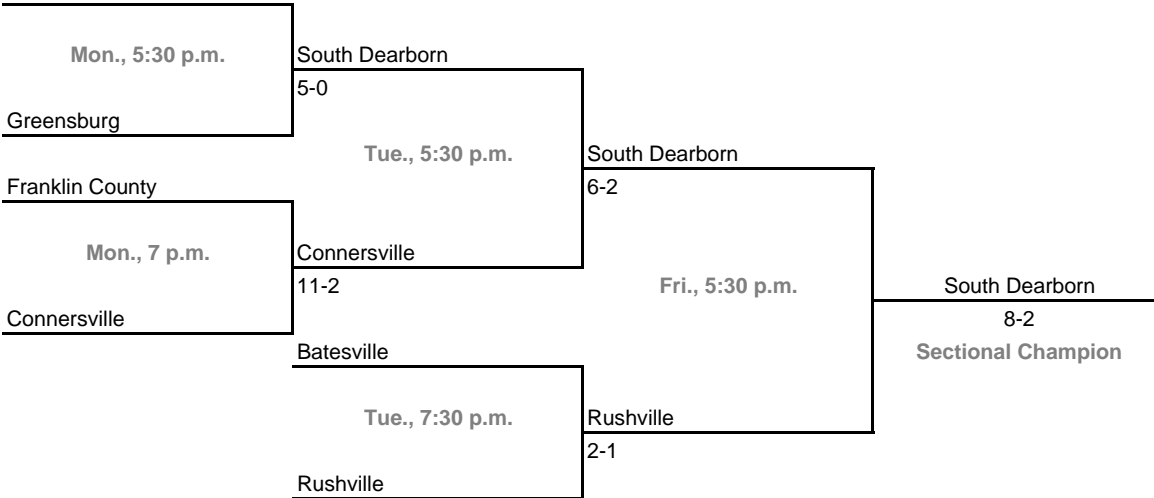 Mon., 5:30 p.m.
South Dearborn
5-0
Greensburg
Tue., 5:30 p.m.
South Dearborn
6-2
Franklin County
Mon., 7 p.m.
Connersville
11-2
Connersville
Fri., 5:30 p.m.
South Dearborn
8-2
Sectional Champion
Batesville
Tue., 7:30 p.m.
Rushville
2-1
Rushville